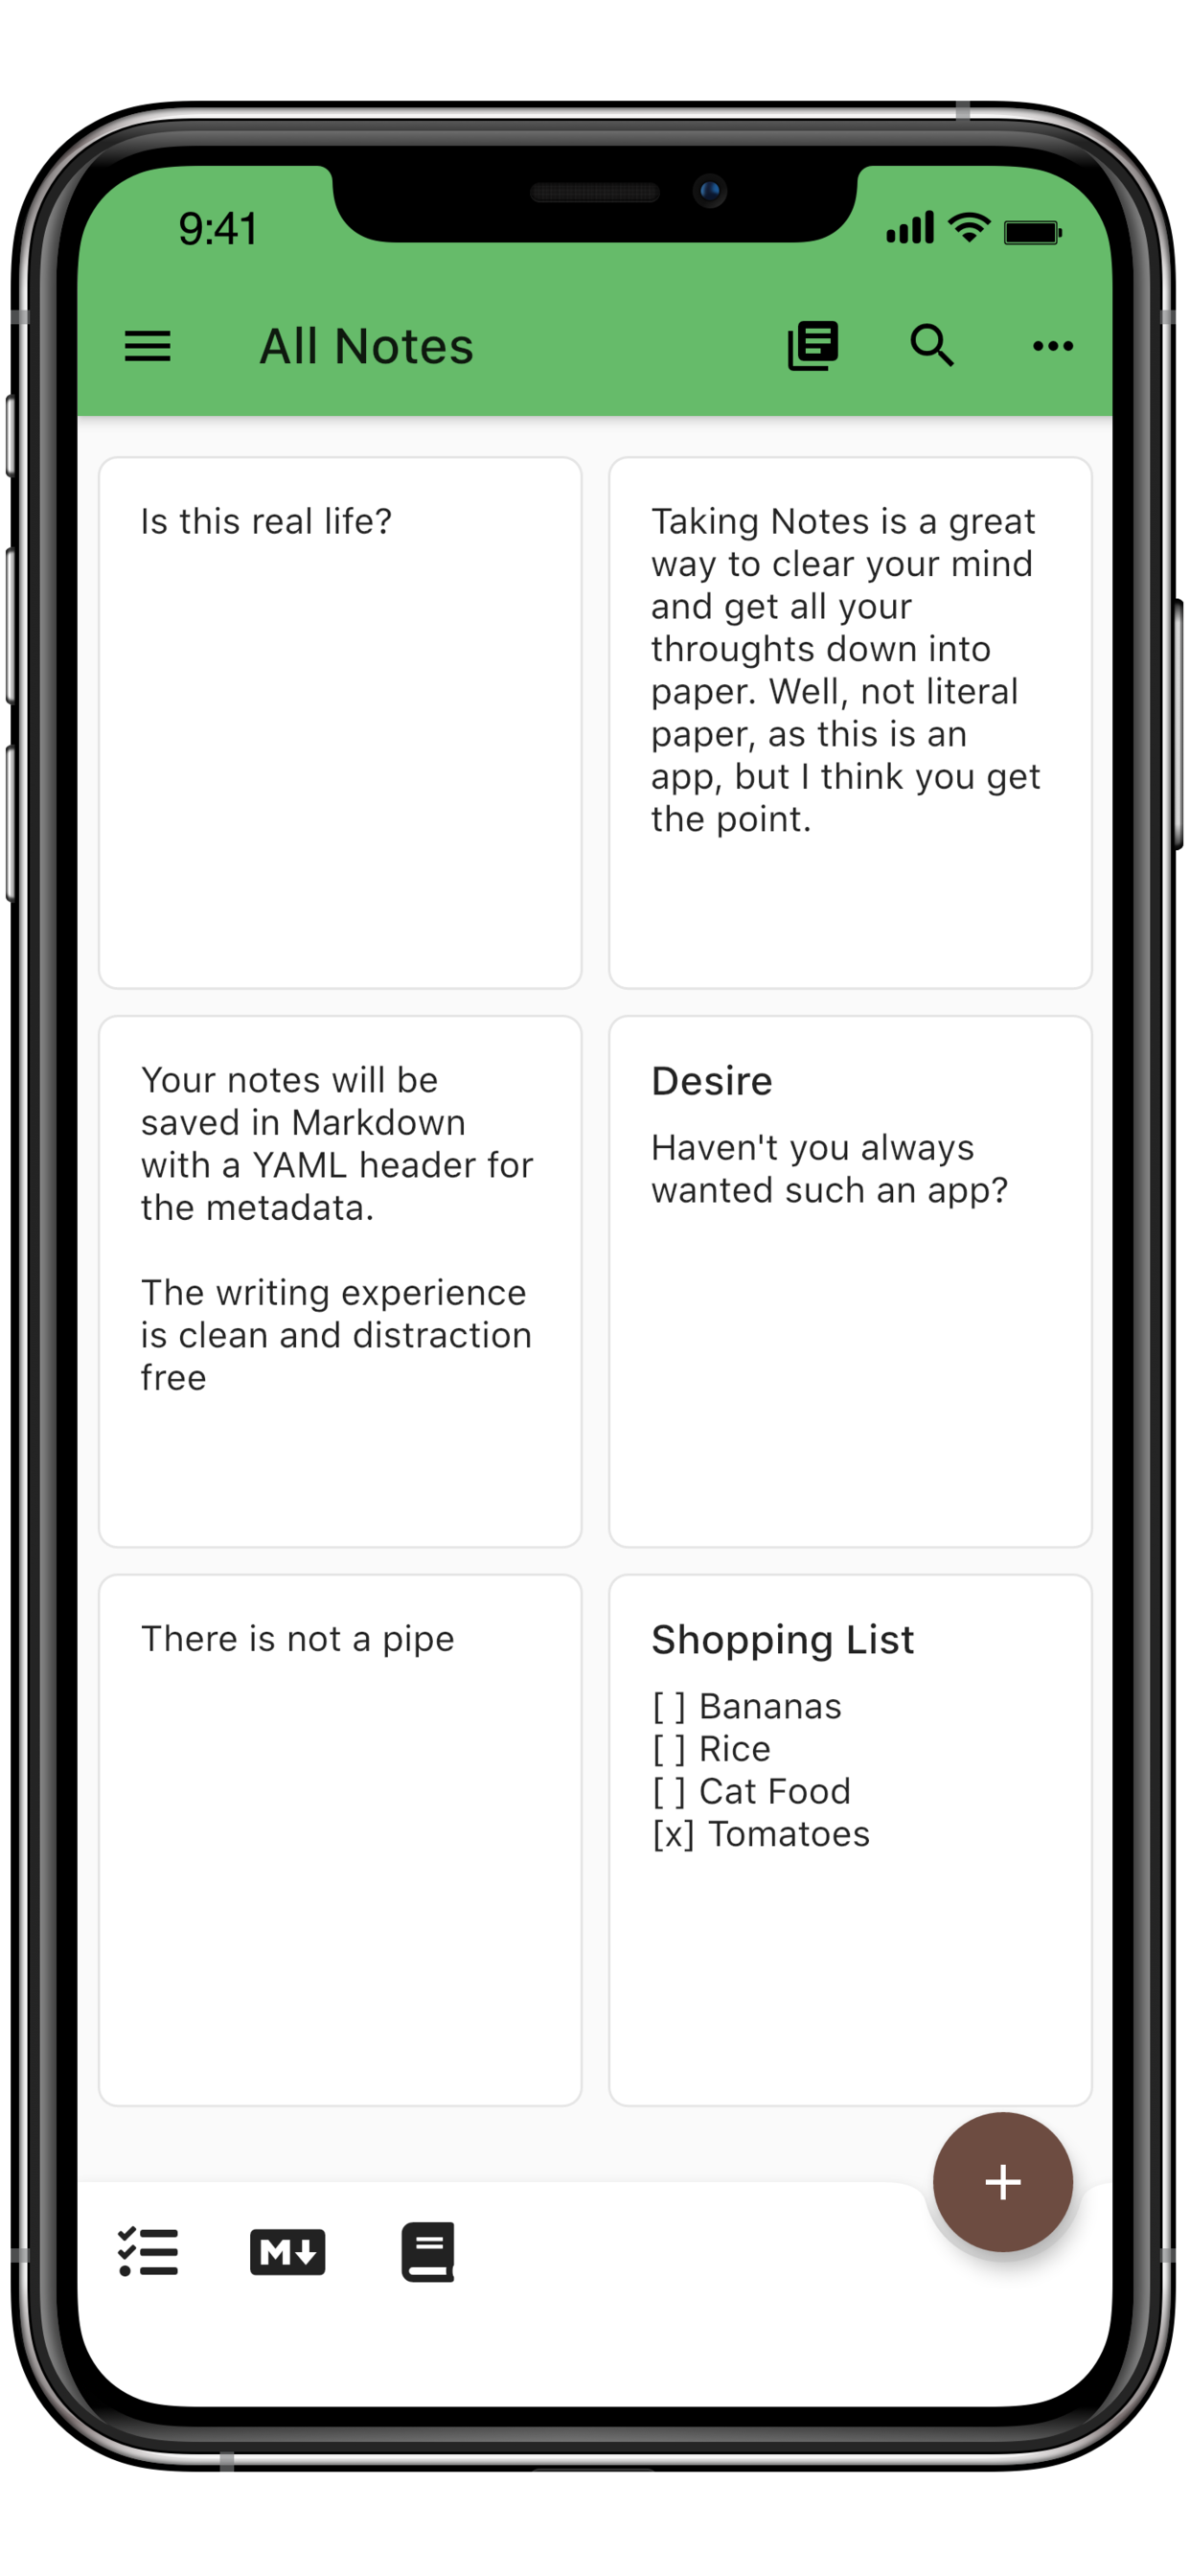 9:41
All Notes
Is this real life?
Taking Notes is a great
way to clear your mind
and get all your
throughts down into
paper. Well, not literal
paper, as this is an
app, but I think you get
the point.
Your notes will be
saved in Markdown
with a YAML header for
the metadata.
The writing experience
is clean and distraction
free
Desire
Haven't you always
wanted such an app?
There is not a pipe
Shopping List
[ ] Bananas
[ ] Rice
[ ] Cat Food
[x] Tomatoes
M